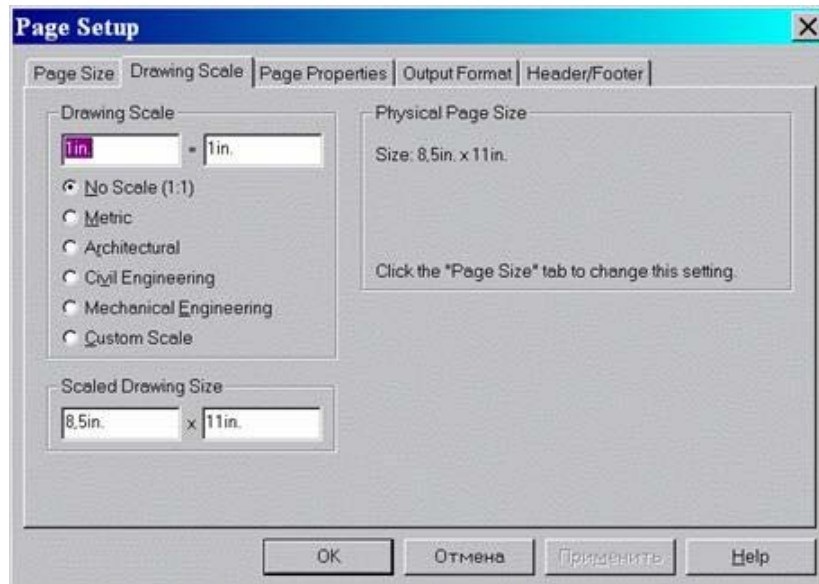 Page Setup
Page Size Drawing Scale Page Properties Output Format Header/Footer
Drawing Scale
1in. = 1in.
No Scale (1:1)
Metric
Architectural
Civil Engineering
Mechanical Engineering
Custom Scale
Scaled Drawing Size
8,5in. x 11in.
Physical Page Size
Size: 8,5in. x 11in.
Click the "Page Size" tab to change this setting.
OK Отмена Применить Help